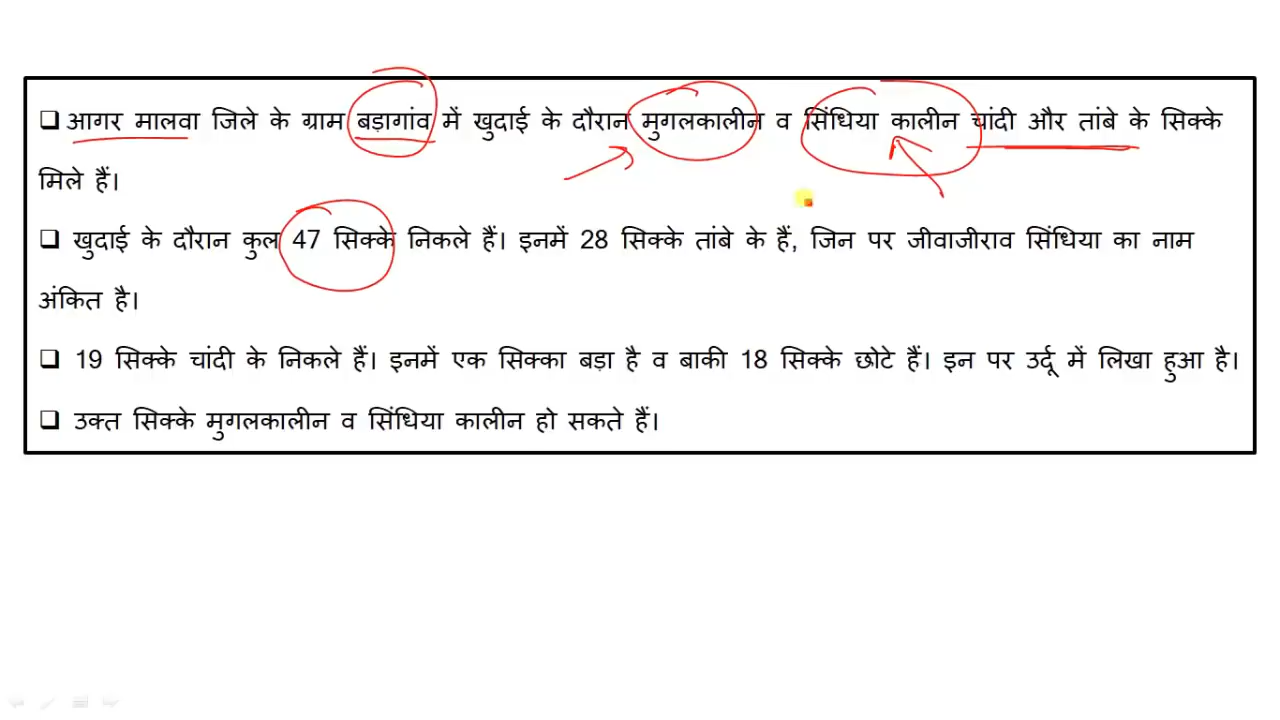 ❑ आगर मालवा जिले के ग्राम बड़ागांव में खुदाई के दौरान मुगलकालीन व सिंधिया कालीन चांदी और तांबे के सिक्के
मिले हैं।
❑ खुदाई के दौरान कुल 47 सिक्के निकले हैं। इनमें 28 सिक्के तांबे के हैं, जिन पर जीवाजीराव सिंधिया का नाम
अंकित है।
❑ 19 सिक्के चांदी के निकले हैं। इनमें एक सिक्का बड़ा है व बाकी 18 सिक्के छोटे हैं। इन पर उर्दू में लिखा हुआ है।
❑ उक्त सिक्के मुगलकालीन व सिंधिया कालीन हो सकते हैं।